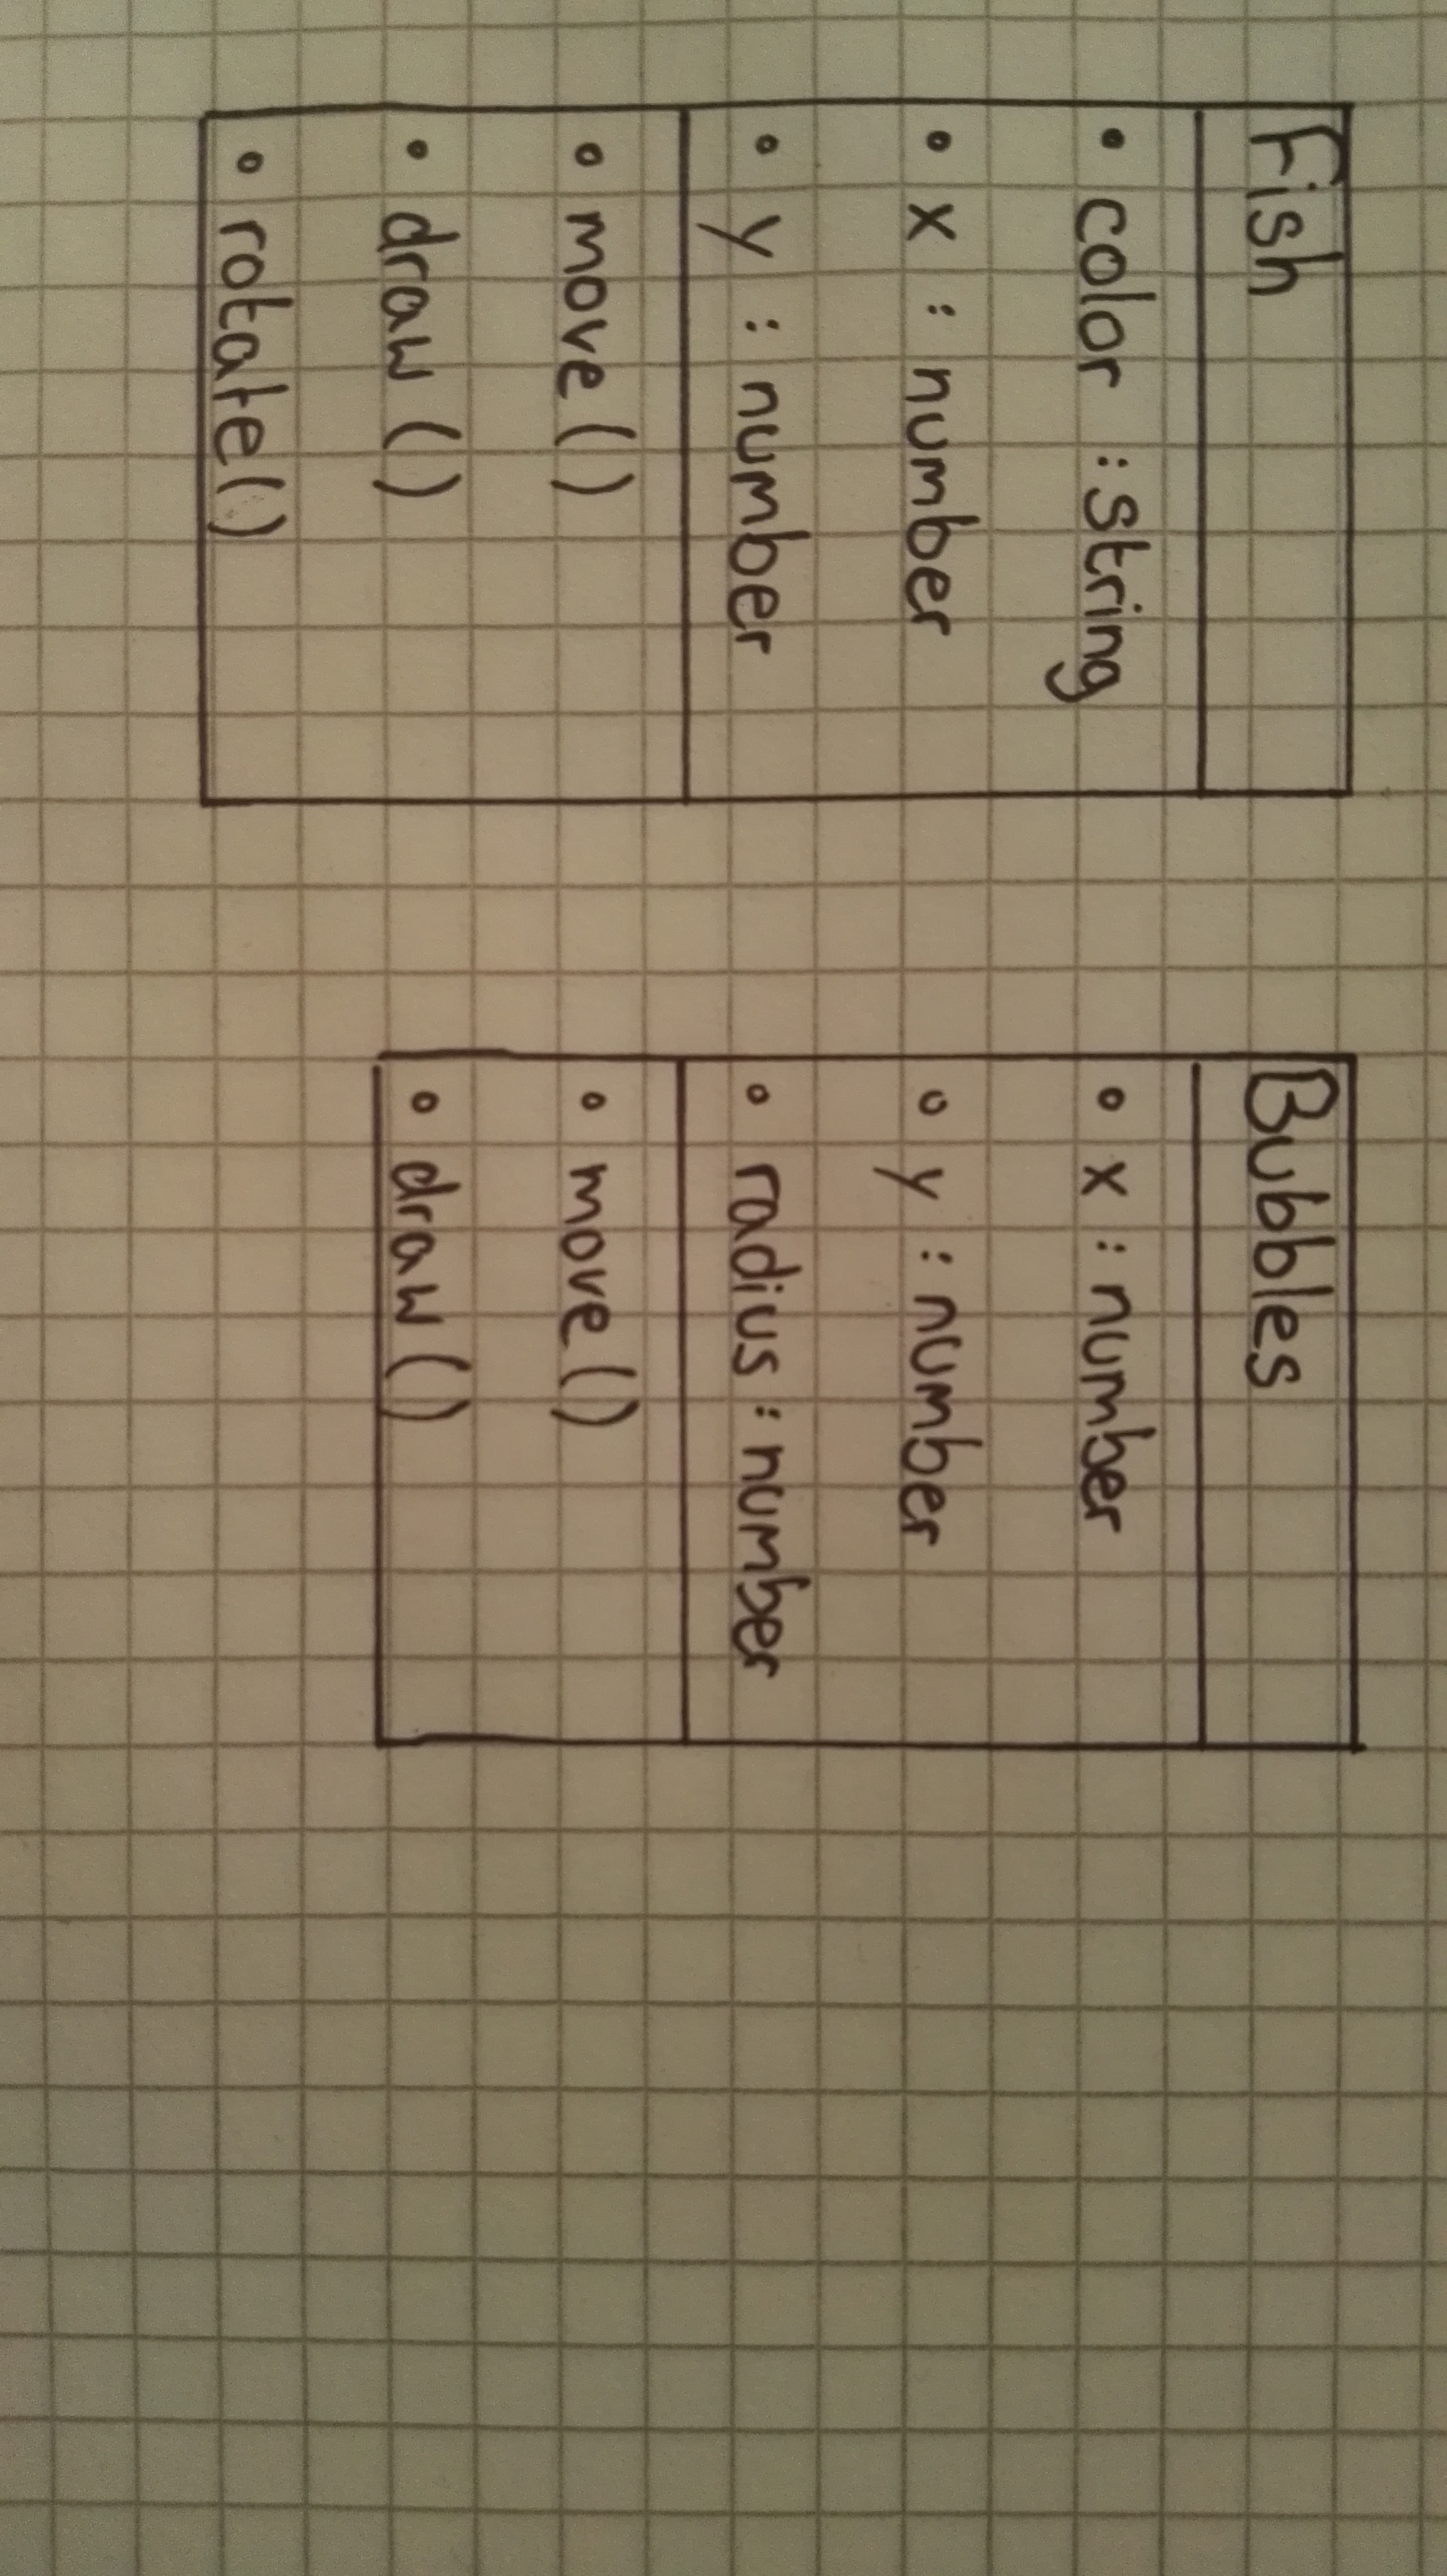 Fish
• color : string
• x : number
• y : number
• move ()
• draw ()
• rotate()
Bubbles
• x : number
• y : number
• radius : number
• move()
• draw()